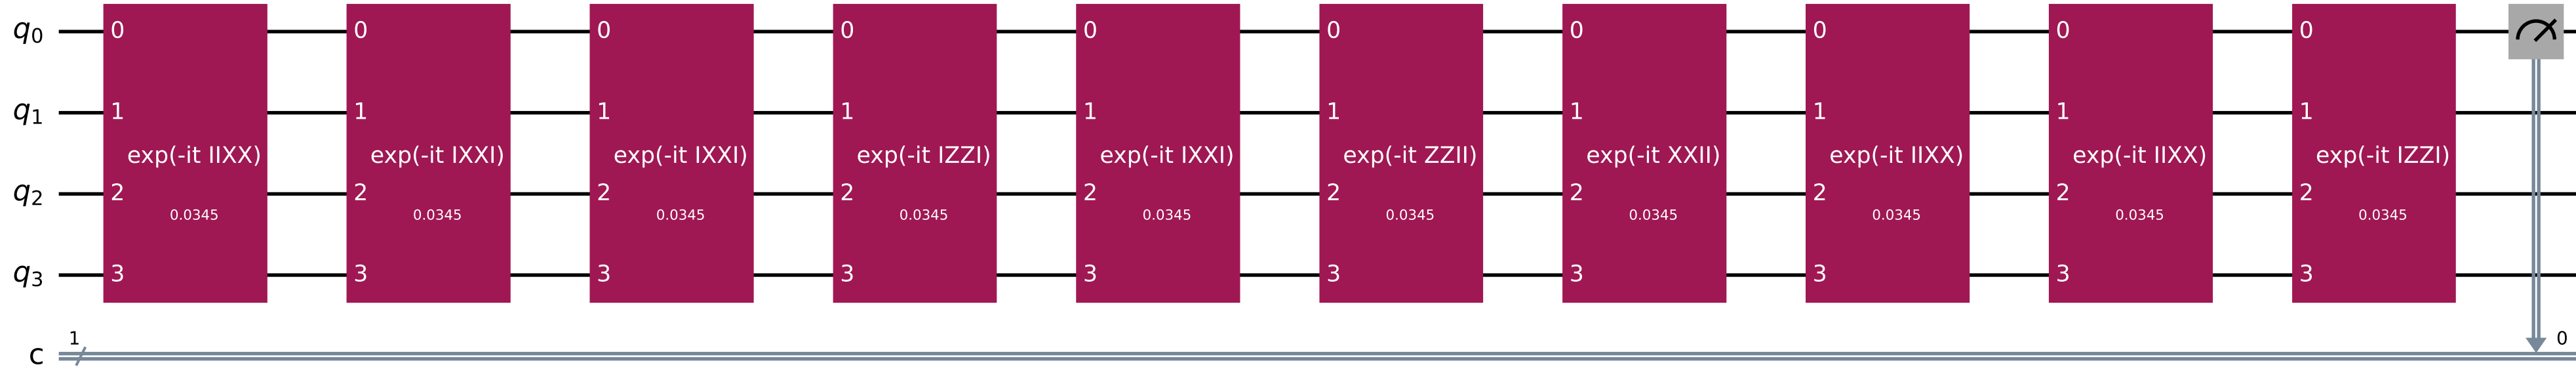 q0 0 0 0 0 0 0 0 0 0 0
q1 1 1 1 1 1 1 1 1 1 1
exp(-it IIXX) exp(-it IXXI) exp(-it IXXI) exp(-it IZZI) exp(-it IXXI) exp(-it ZZII) exp(-it XXII) exp(-it IIXX) exp(-it IIXX) exp(-it IZZI)
q2 2 2 2 2 2 2 2 2 2 2
0.0345 0.0345 0.0345 0.0345 0.0345 0.0345 0.0345 0.0345 0.0345 0.0345
q3 3 3 3 3 3 3 3 3 3 3
1 0
c